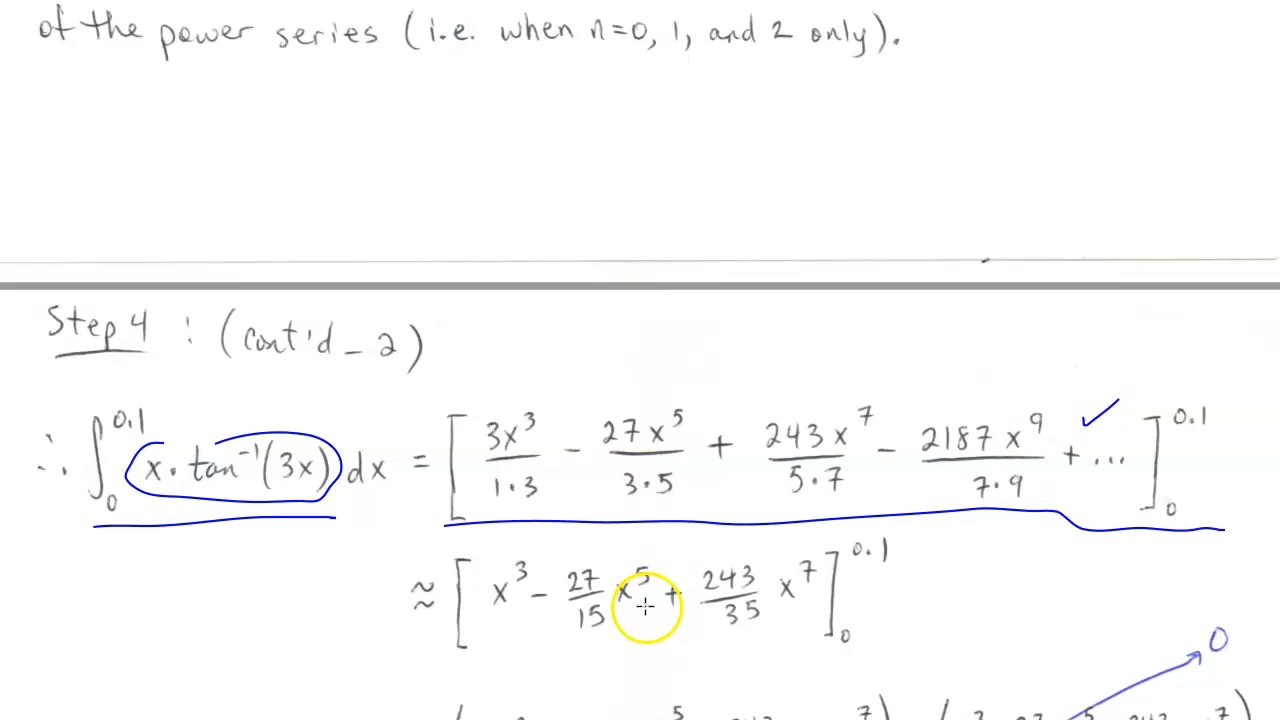 of the power series (i.e. when n=0, 1, and 2 only).
Step 4 : (cont'd - 2)
∴ ∫₀^0.1 x · tan⁻¹(3x) dx = [ 3x³/1·3 − 27x⁵/3·5 + 243x⁷/5·7 − 2187x⁹/7·9 + ... ]₀^0.1
≈ [ x³ − 27/15 x⁵ + 243/35 x⁷ ]₀^0.1
0